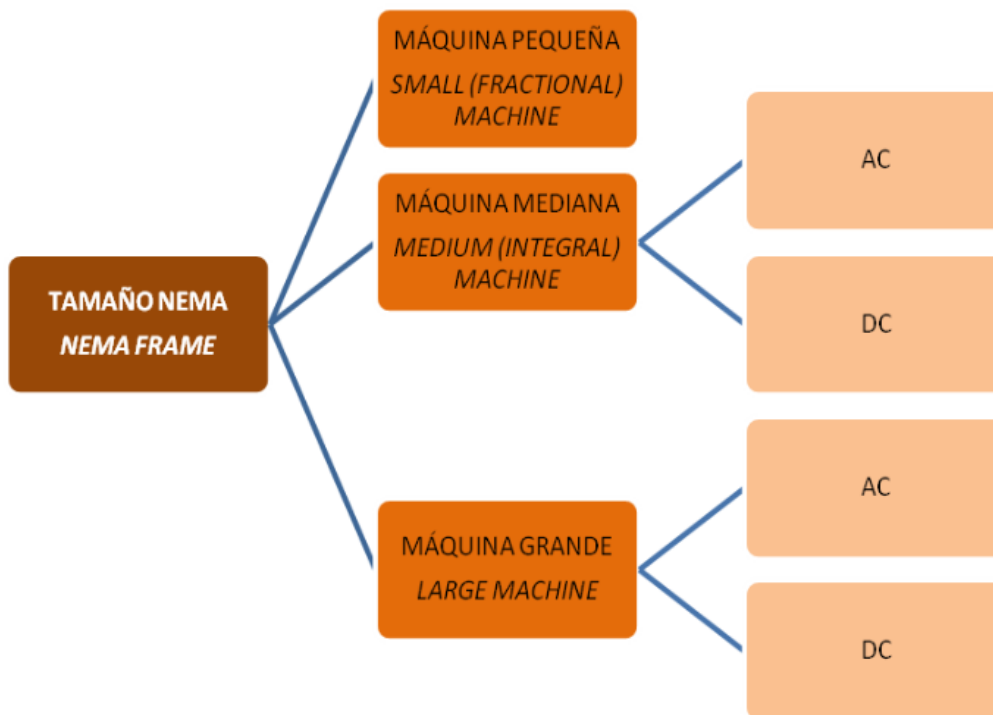 TAMAÑO NEMA
NEMA FRAME
MÁQUINA PEQUEÑA
SMALL (FRACTIONAL)
MACHINE
MÁQUINA MEDIANA
MEDIUM (INTEGRAL)
MACHINE
AC
DC
MÁQUINA GRANDE
LARGE MACHINE
AC
DC